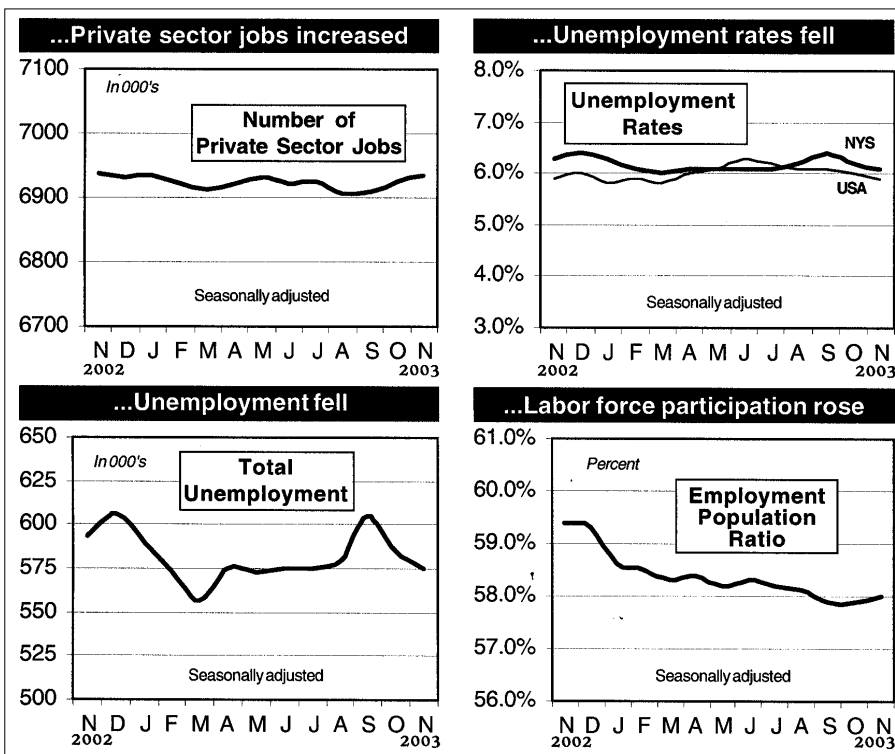 ...Private sector jobs increased
7100
In 000's
Number of
Private Sector Jobs
7000
6900
6800
Seasonally adjusted
6700
N D J F M A M J J A S O N
2002 2003
...Unemployment rates fell
8.0%
Unemployment
Rates
7.0%
NYS
6.0%
USA
5.0%
4.0%
Seasonally adjusted
3.0%
N D J F M A M J J A S O N
2002 2003
...Unemployment fell
650
In 000's
Total
Unemployment
625
600
575
550
525
Seasonally adjusted
500
N D J F M A M J J A S O N
2002 2003
...Labor force participation rose
61.0%
Percent
60.0%
Employment
Population
Ratio
59.0%
58.0%
57.0%
Seasonally adjusted
56.0%
N D J F M A M J J A S O N
2002 2003